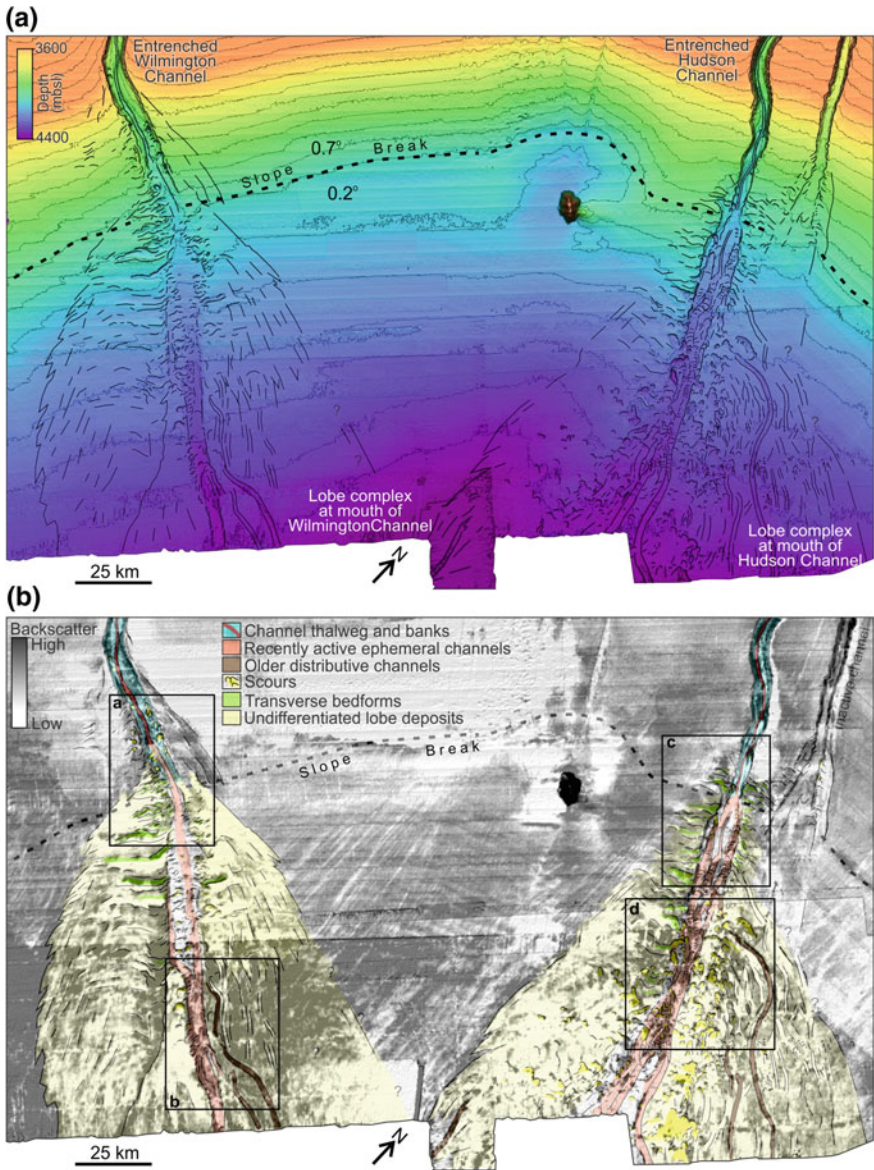 (a)
3600
Depth
(mbsl)
4400
Entrenched
Wilmington
Channel
Entrenched
Hudson
Channel
0.7°
Slope Break
0.2°
?
?
?
Lobe complex
at mouth of
WilmingtonChannel
Lobe complex
at mouth of
Hudson Channel
25 km
N
(b)
Backscatter
High
Low
Channel thalweg and banks
Recently active ephemeral channels
Older distributive channels
Scours
Transverse bedforms
Undifferentiated lobe deposits
inactive channel
a
Slope Break
c
d
b
?
?
?
?
25 km
N